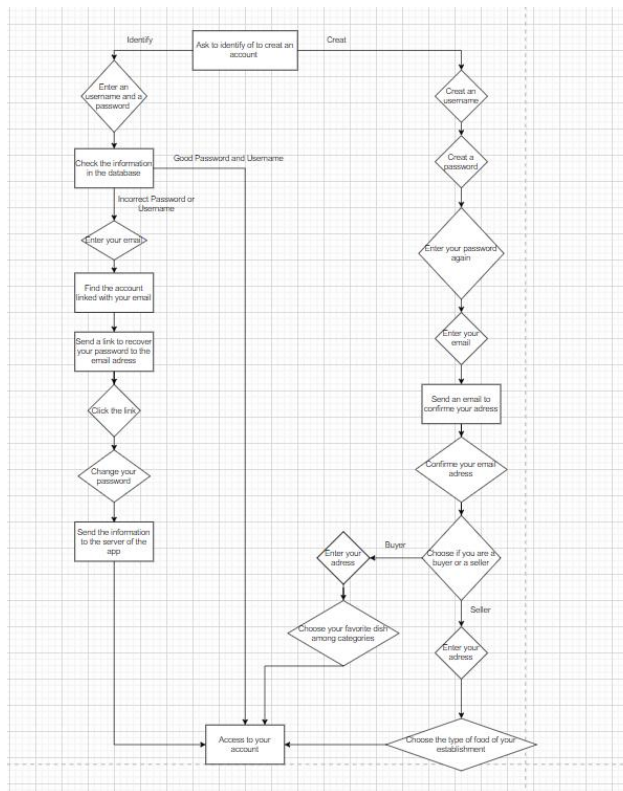 Identify
Ask to identify of to creat an
account
Creat
Enter an
username and a
password
Creat an
username
Check the information
in the database
Good Password and Username
Creat a
password
Incorrect Password or
Username
Enter your email
Enter your password
again
Find the account
linked with your email
Send a link to recover
your password to the
email adress
Enter your
email
Click the link
Send an email to
confirme your adress
Change your
password
Confirme your email
adress
Send the information
to the server of the
app
Enter your
adress
Buyer
Choose if you are a
buyer or a seller
Seller
Choose your favorite dish
among categories
Enter your
adress
Access to your
account
Choose the type of food of your
establishment